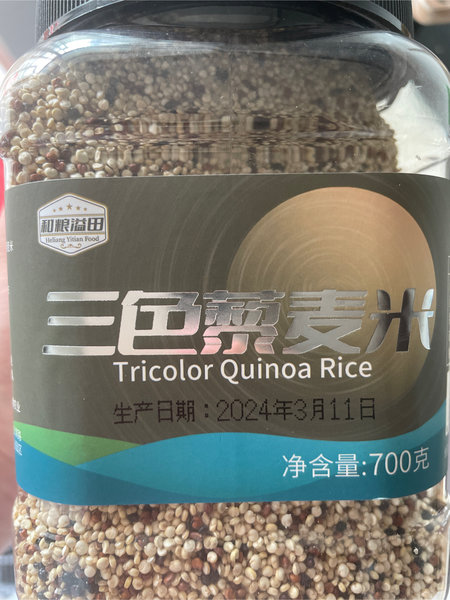 和粮溢田
Heliang Yitian Food
三色藜麦米
Tricolor Quinoa Rice
生产日期：2024年3月11日
净含量:700克